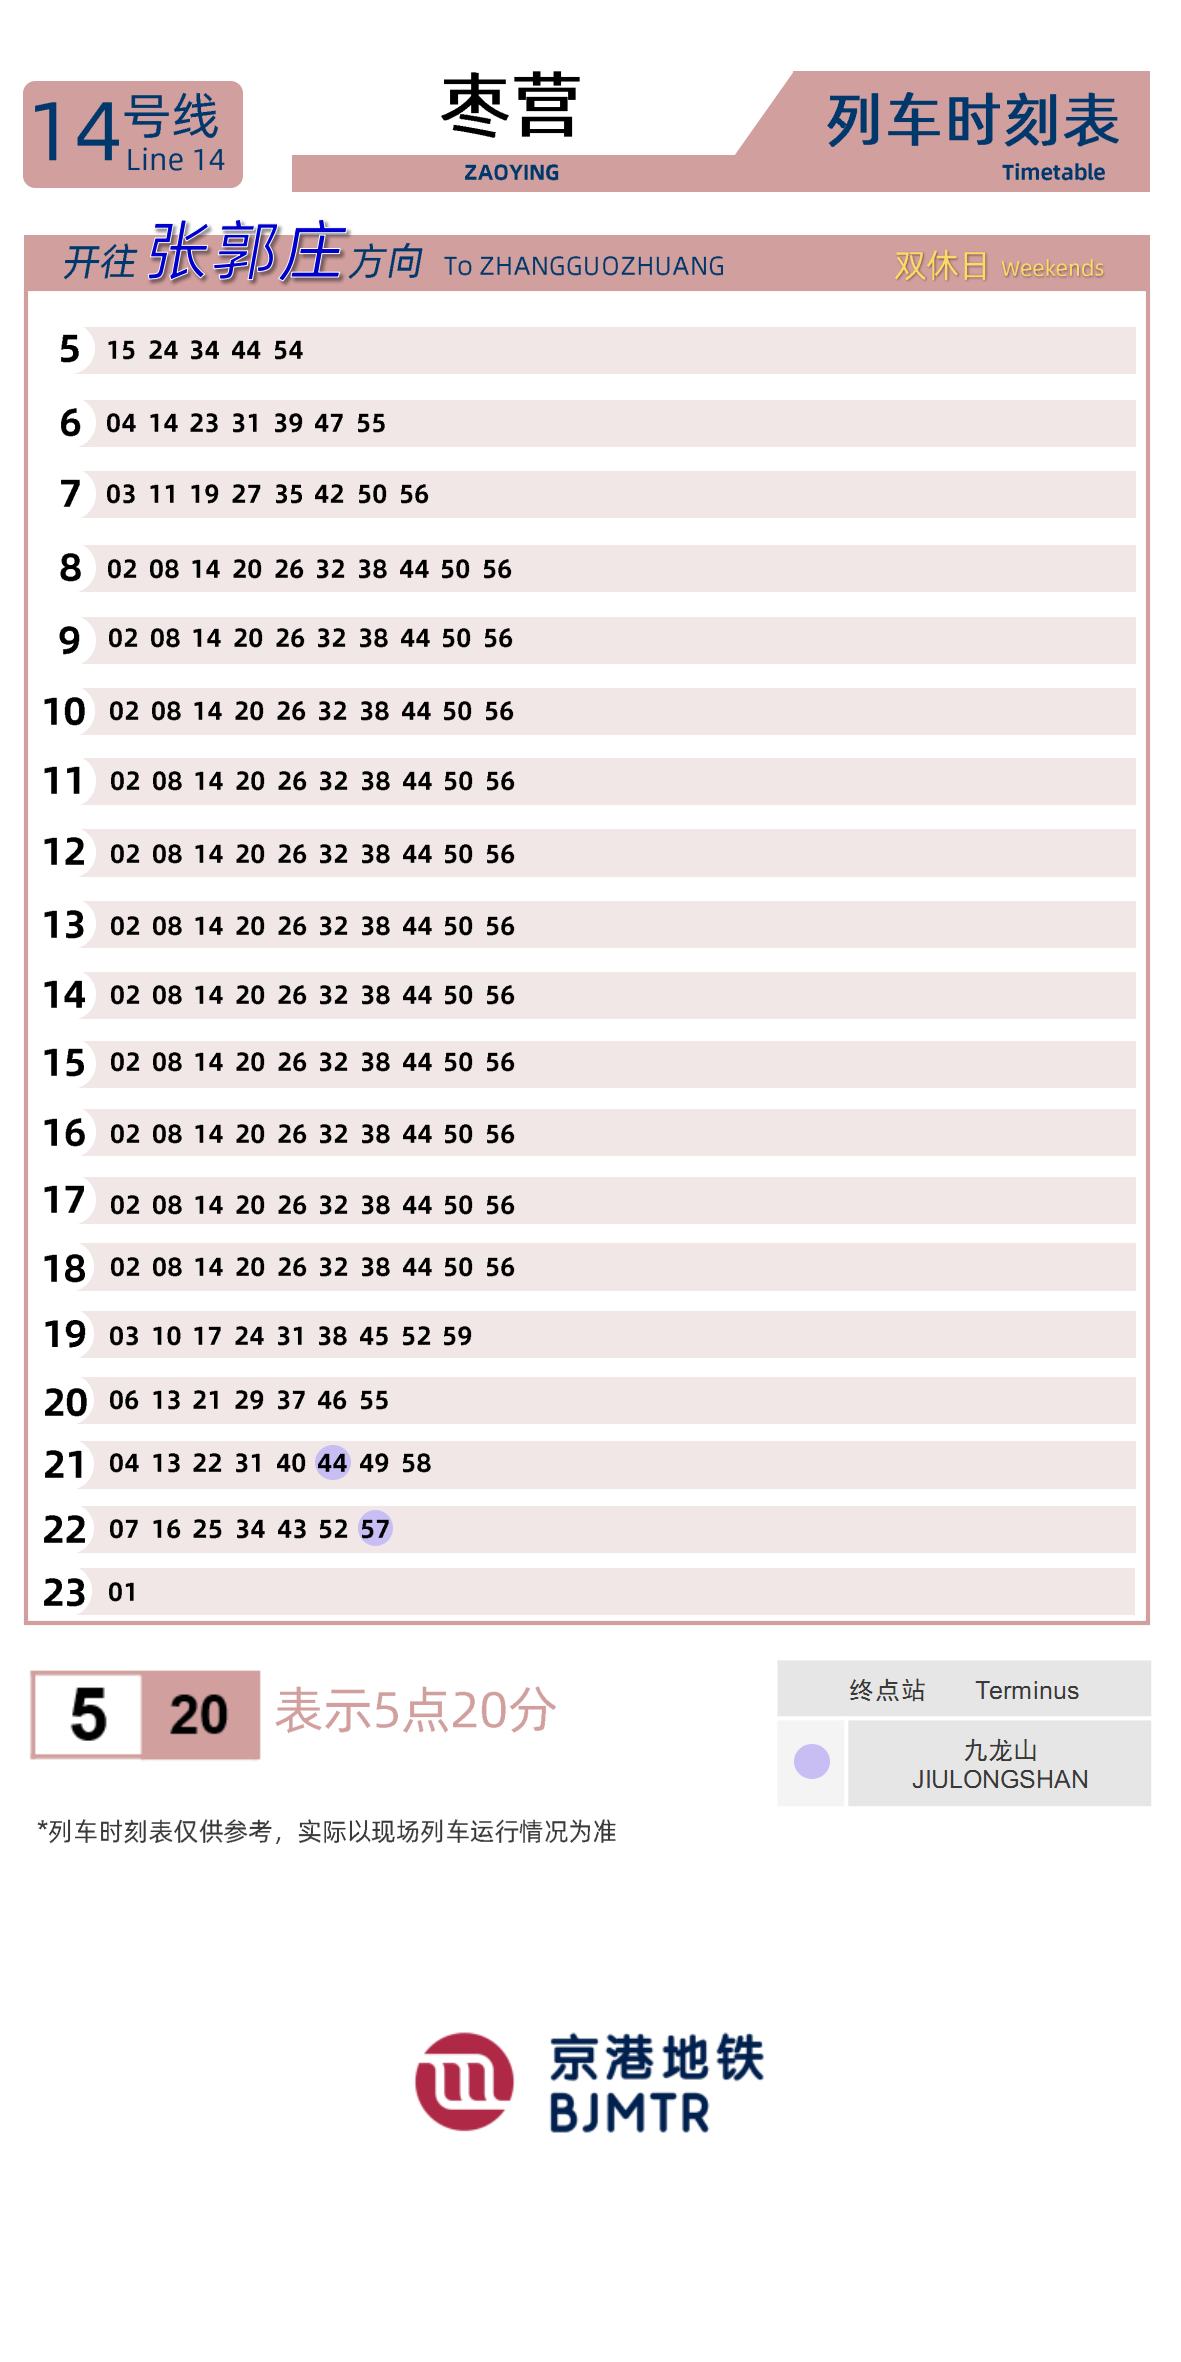 14号线
Line 14
枣营
ZAOYING
列车时刻表
Timetable
开往 张郭庄 方向 To ZHANGGUOZHUANG 双休日 Weekends
5 15 24 34 44 54
6 04 14 23 31 39 47 55
7 03 11 19 27 35 42 50 56
8 02 08 14 20 26 32 38 44 50 56
9 02 08 14 20 26 32 38 44 50 56
10 02 08 14 20 26 32 38 44 50 56
11 02 08 14 20 26 32 38 44 50 56
12 02 08 14 20 26 32 38 44 50 56
13 02 08 14 20 26 32 38 44 50 56
14 02 08 14 20 26 32 38 44 50 56
15 02 08 14 20 26 32 38 44 50 56
16 02 08 14 20 26 32 38 44 50 56
17 02 08 14 20 26 32 38 44 50 56
18 02 08 14 20 26 32 38 44 50 56
19 03 10 17 24 31 38 45 52 59
20 06 13 21 29 37 46 55
21 04 13 22 31 40 44 49 58
22 07 16 25 34 43 52 57
23 01
5 20 表示5点20分
终点站 Terminus
九龙山
JIULONGSHAN
*列车时刻表仅供参考，实际以现场列车运行情况为准
京港地铁
BJMTR